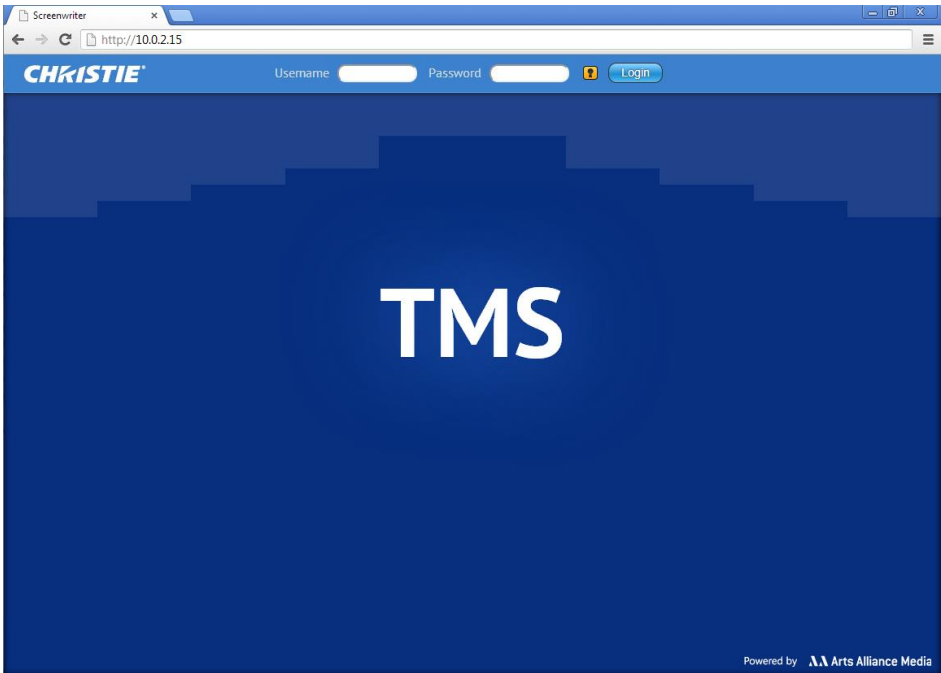 Screenwriter
http://10.0.2.15
CHRISTIE®
Username Password Login
TMS
Powered by Arts Alliance Media